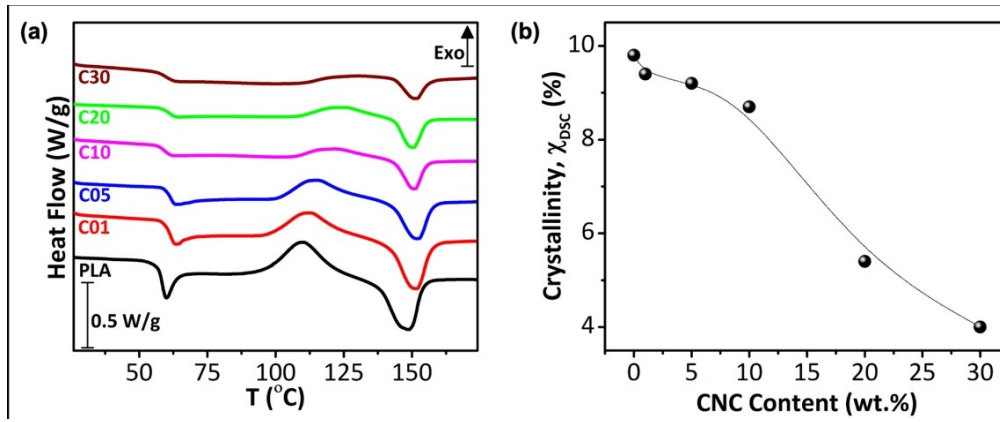 (a)
Exo
C30
C20
C10
C05
C01
PLA
0.5 W/g
Heat Flow (W/g)
50 75 100 125 150
T (°C)
(b)
10
8
6
4
Crystallinity, χDSC (%)
0 5 10 15 20 25 30
CNC Content (wt.%)